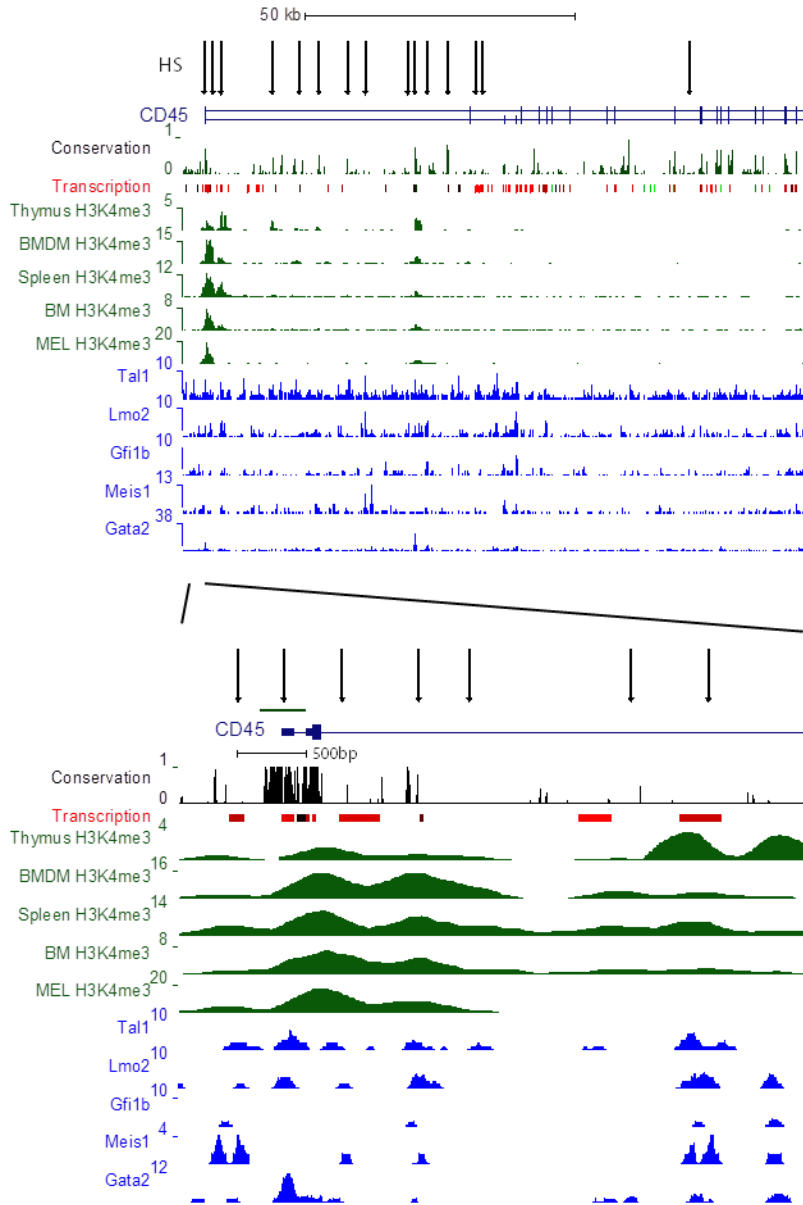 50 kb
HS
CD45
1
Conservation
0
Transcription
5
Thymus H3K4me3
15
BMDM H3K4me3
12
Spleen H3K4me3
8
BM H3K4me3
20
MEL H3K4me3
10
Tal1
10
Lmo2
10
Gfi1b
13
Meis1
38
Gata2
CD45
500bp
1
Conservation
0
Transcription
4
Thymus H3K4me3
16
BMDM H3K4me3
14
Spleen H3K4me3
8
BM H3K4me3
20
MEL H3K4me3
10
Tal1
10
Lmo2
10
Gfi1b
4
Meis1
12
Gata2